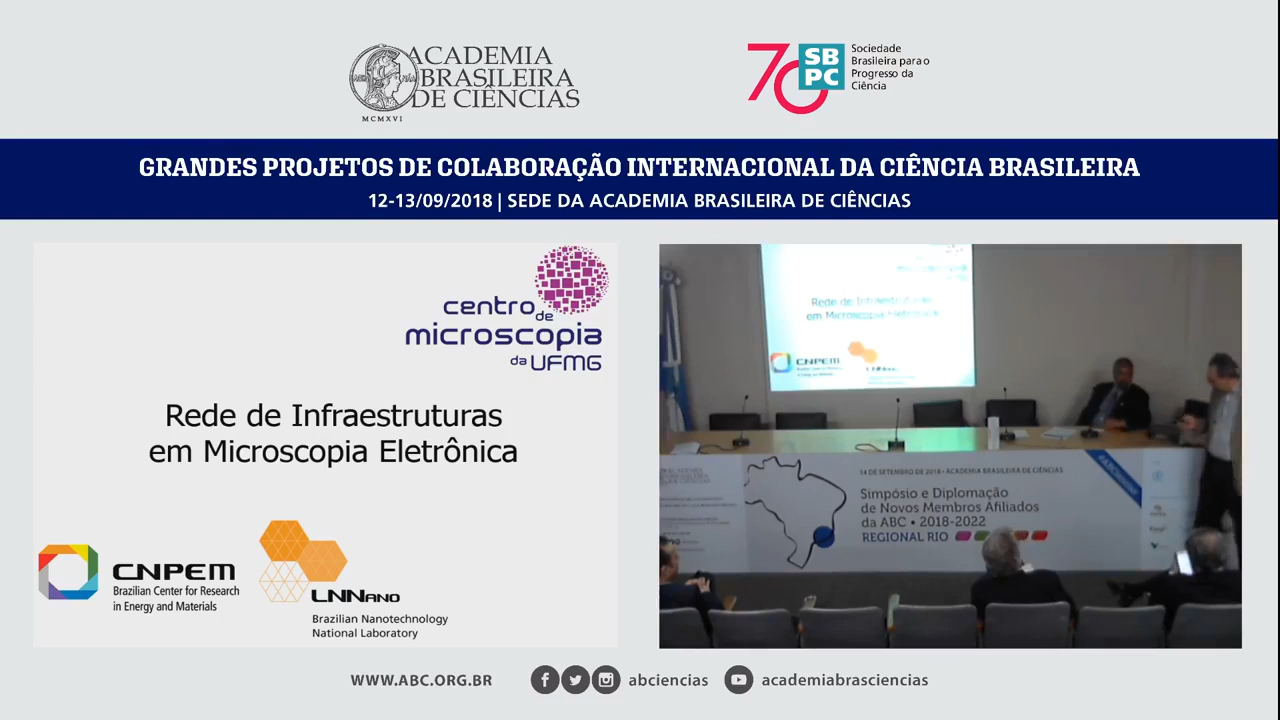 ACADEMIA
BRASILEIRA
DE CIÊNCIAS
MCMXVI
70
SB
PC
Sociedade
Brasileira para o
Progresso da
Ciência
GRANDES PROJETOS DE COLABORAÇÃO INTERNACIONAL DA CIÊNCIA BRASILEIRA
12-13/09/2018 | SEDE DA ACADEMIA BRASILEIRA DE CIÊNCIAS
centro
de
microscopia
da UFMG
Rede de Infraestruturas
em Microscopia Eletrônica
CNPEM
Brazilian Center for Research
in Energy and Materials
LNNANO
Brazilian Nanotechnology
National Laboratory
Rede de Infraestruturas
em Microscopia Eletrônica
CNPEM
14 DE SETEMBRO DE 2018 • ACADEMIA BRASILEIRA DE CIÊNCIAS
Simpósio e Diplomação
de Novos Membros Afiliados
da ABC • 2018-2022
REGIONAL RIO
WWW.ABC.ORG.BR
abciencias
academiabrasciencias